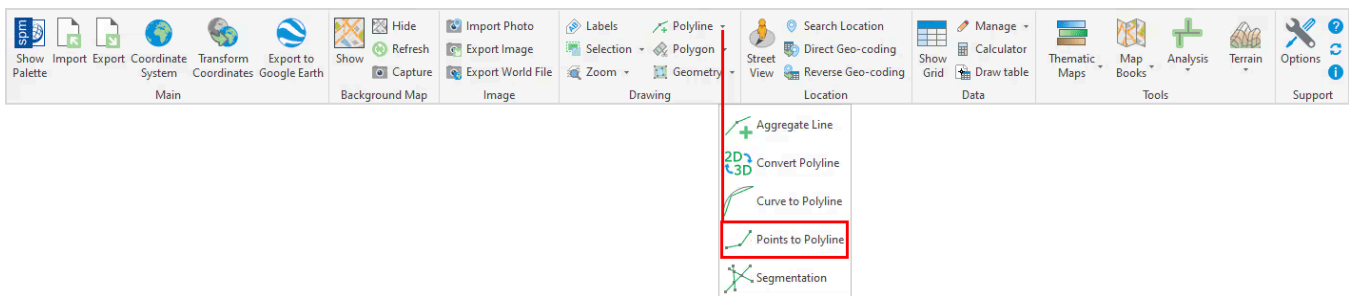 Hide Import Photo Labels Polyline Search Location Manage
spm
Refresh Export Image Selection Polygon Direct Geo-coding Calculator
Show Import Export Coordinate Transform Export to Show Street Show Thematic Map Analysis Terrain Options
Palette System Coordinates Google Earth Capture Export World File Zoom Geometry View Reverse Geo-coding Grid Draw table Maps Books
Main Background Map Image Drawing Location Data Tools Support
Aggregate Line
2D
3D
Convert Polyline
Curve to Polyline
Points to Polyline
Segmentation